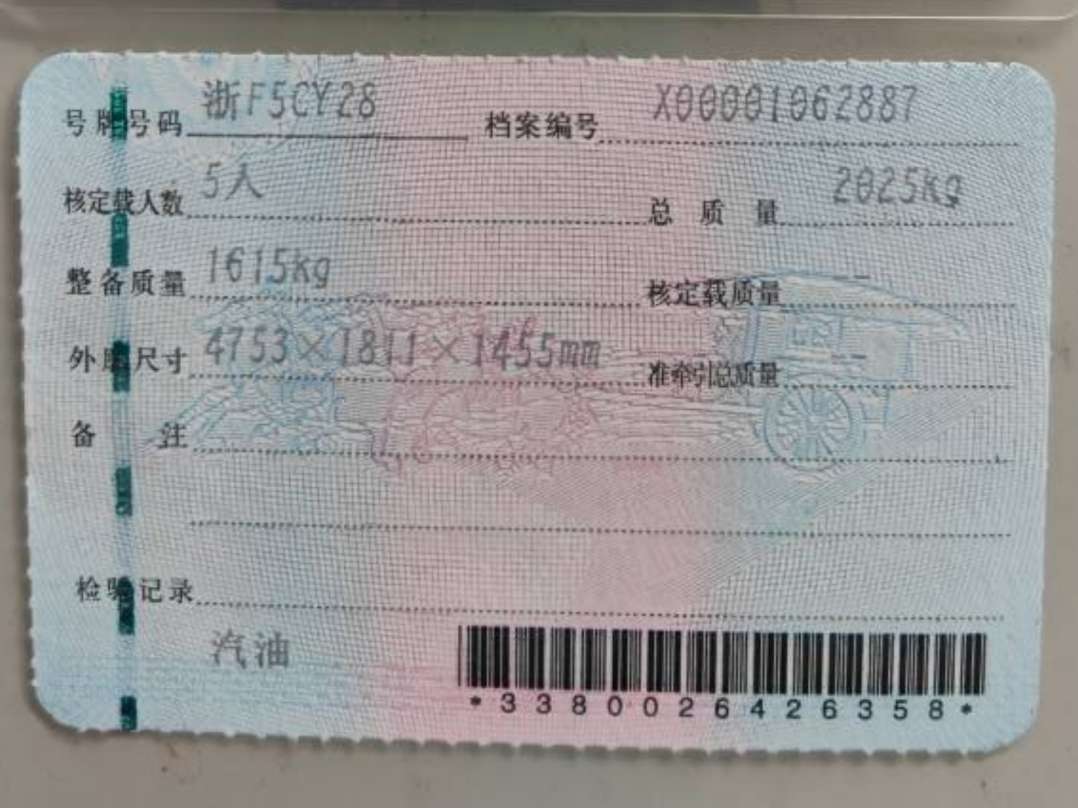 号牌号码 浙F5CY28 档案编号 X00001062887
核定载人数 5人 总质量 2025kg
整备质量 1615kg 核定载质量 --
外廓尺寸 4753×1811×1455mm 准牵引总质量 --
备注
检验记录
汽油
*3380026426358*